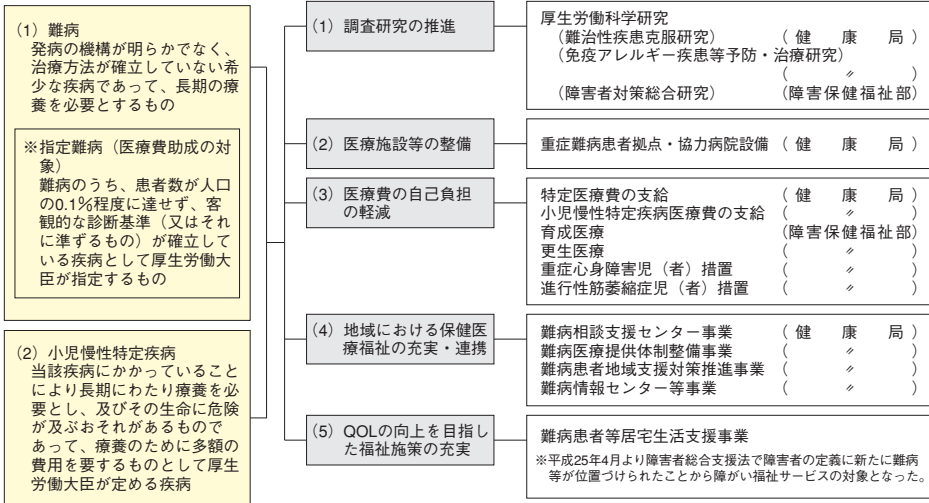 (1) 難病
発病の機構が明らかでなく、
治療方法が確立していない希
少な疾病であって、長期の療
養を必要とするもの
※指定難病（医療費助成の対
象）
難病のうち、患者数が人口
の0.1％程度に達せず、客
観的な診断基準（又はそれ
に準ずるもの）が確立して
いる疾病として厚生労働大
臣が指定するもの
(2) 小児慢性特定疾病
当該疾病にかかっていること
により長期にわたり療養を必
要とし、及びその生命に危険
が及ぶおそれがあるもので
あって、療養のために多額の
費用を要するものとして厚生
労働大臣が定める疾病
(1) 調査研究の推進
厚生労働科学研究
（難治性疾患克服研究） （健康局）
（免疫アレルギー疾患等予防・治療研究）
（〃）
（障害者対策総合研究） （障害保健福祉部）
(2) 医療施設等の整備
重症難病患者拠点・協力病院設備 （健康局）
(3) 医療費の自己負担
の軽減
特定医療費の支給 （健康局）
小児慢性特定疾病医療費の支給 （〃）
育成医療 （障害保健福祉部）
更生医療 （〃）
重症心身障害児（者）措置 （〃）
進行性筋萎縮症児（者）措置 （〃）
(4) 地域における保健医
療福祉の充実・連携
難病相談支援センター事業 （健康局）
難病医療提供体制整備事業 （〃）
難病患者地域支援対策推進事業 （〃）
難病情報センター等事業 （〃）
(5) QOLの向上を目指し
た福祉施策の充実
難病患者等居宅生活支援事業
※平成25年4月より障害者総合支援法で障害者の定義に新たに難病
等が位置づけられたことから障がい福祉サービスの対象となった。